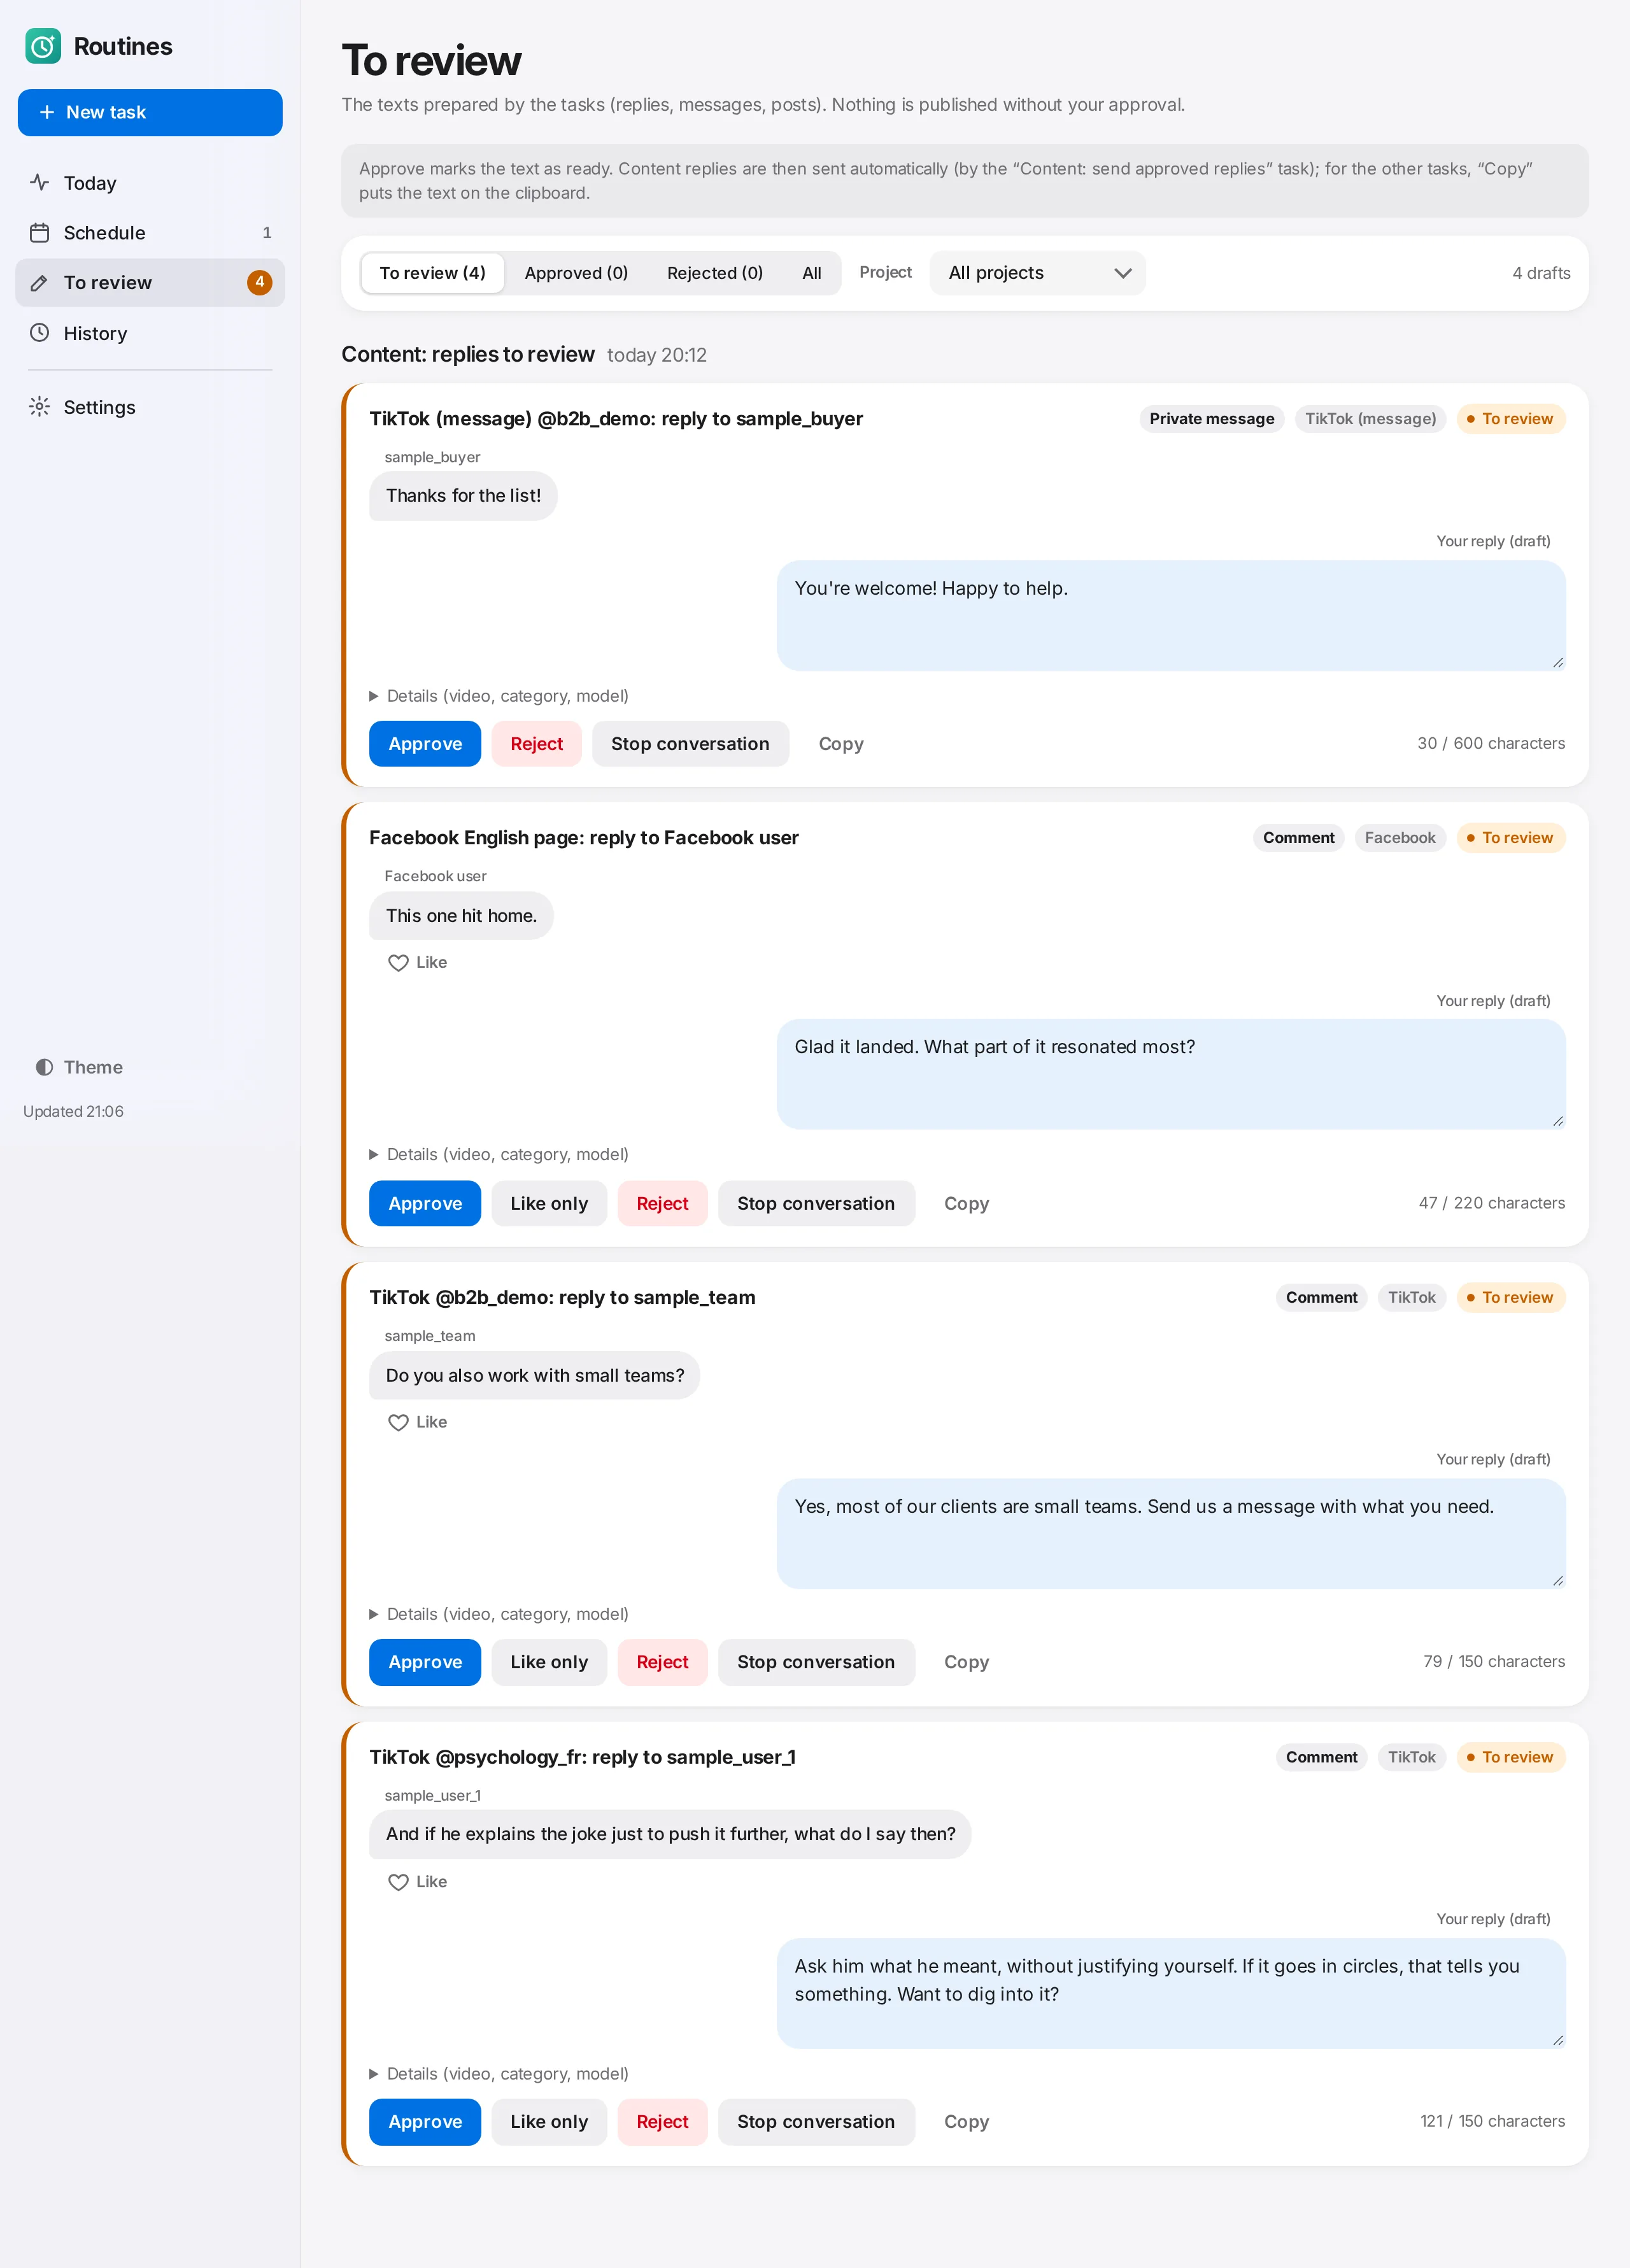 Routines
New task
Today
Schedule 1
To review 4
History
Settings
Theme
Updated 21:06
To review
The texts prepared by the tasks (replies, messages, posts). Nothing is published without your approval.
Approve marks the text as ready. Content replies are then sent automatically (by the “Content: send approved replies” task); for the other tasks, “Copy”
puts the text on the clipboard.
To review (4) Approved (0) Rejected (0) All Project All projects 4 drafts
Content: replies to review today 20:12
TikTok (message) @b2b_demo: reply to sample_buyer Private message TikTok (message) To review
sample_buyer
Thanks for the list!
Your reply (draft)
You're welcome! Happy to help.
Details (video, category, model)
Approve Reject Stop conversation Copy 30 / 600 characters
Facebook English page: reply to Facebook user Comment Facebook To review
Facebook user
This one hit home.
Like
Your reply (draft)
Glad it landed. What part of it resonated most?
Details (video, category, model)
Approve Like only Reject Stop conversation Copy 47 / 220 characters
TikTok @b2b_demo: reply to sample_team Comment TikTok To review
sample_team
Do you also work with small teams?
Like
Your reply (draft)
Yes, most of our clients are small teams. Send us a message with what you need.
Details (video, category, model)
Approve Like only Reject Stop conversation Copy 79 / 150 characters
TikTok @psychology_fr: reply to sample_user_1 Comment TikTok To review
sample_user_1
And if he explains the joke just to push it further, what do I say then?
Like
Your reply (draft)
Ask him what he meant, without justifying yourself. If it goes in circles, that tells you
something. Want to dig into it?
Details (video, category, model)
Approve Like only Reject Stop conversation Copy 121 / 150 characters